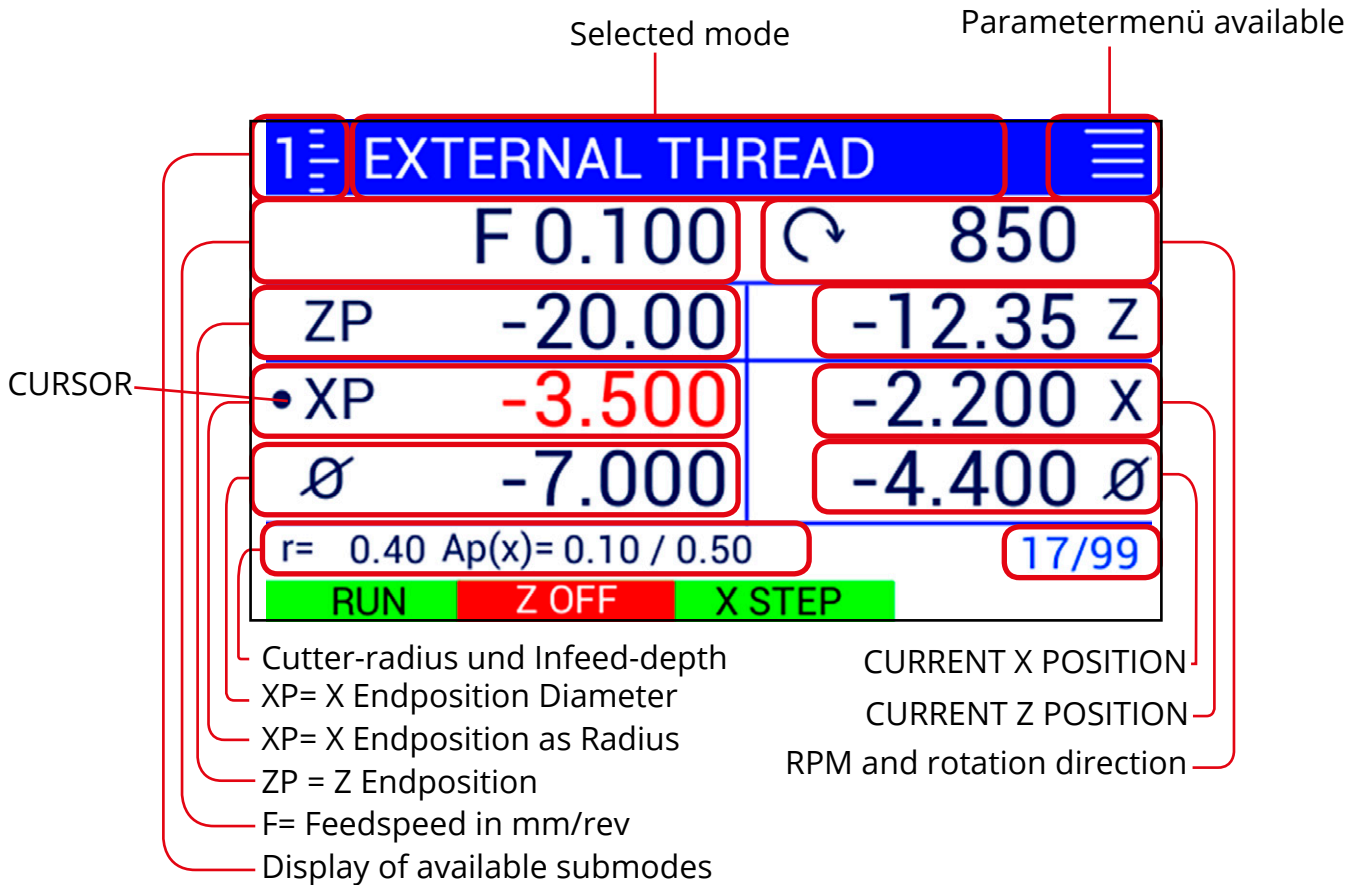 Selected mode
Parametermenü available
1 EXTERNAL THREAD
F 0.100 850
ZP -20.00 -12.35 Z
CURSOR
•XP -3.500 -2.200 X
Ø -7.000 -4.400 Ø
r= 0.40 Ap(x)= 0.10 / 0.50 17/99
RUN Z OFF X STEP
Cutter-radius und Infeed-depth
XP= X Endposition Diameter
XP= X Endposition as Radius
ZP = Z Endposition
F= Feedspeed in mm/rev
Display of available submodes
CURRENT X POSITION
CURRENT Z POSITION
RPM and rotation direction